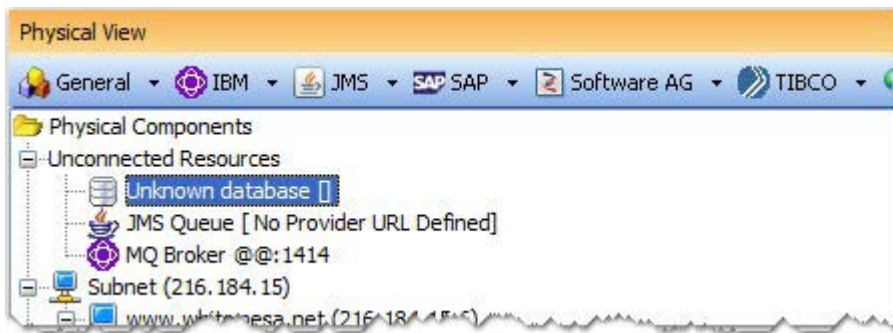 Physical View
General IBM JMS SAP SAP Software AG TIBCO
Physical Components
Unconnected Resources
Unknown database []
JMS Queue [ No Provider URL Defined]
MQ Broker @@:1414
Subnet (216.184.15)